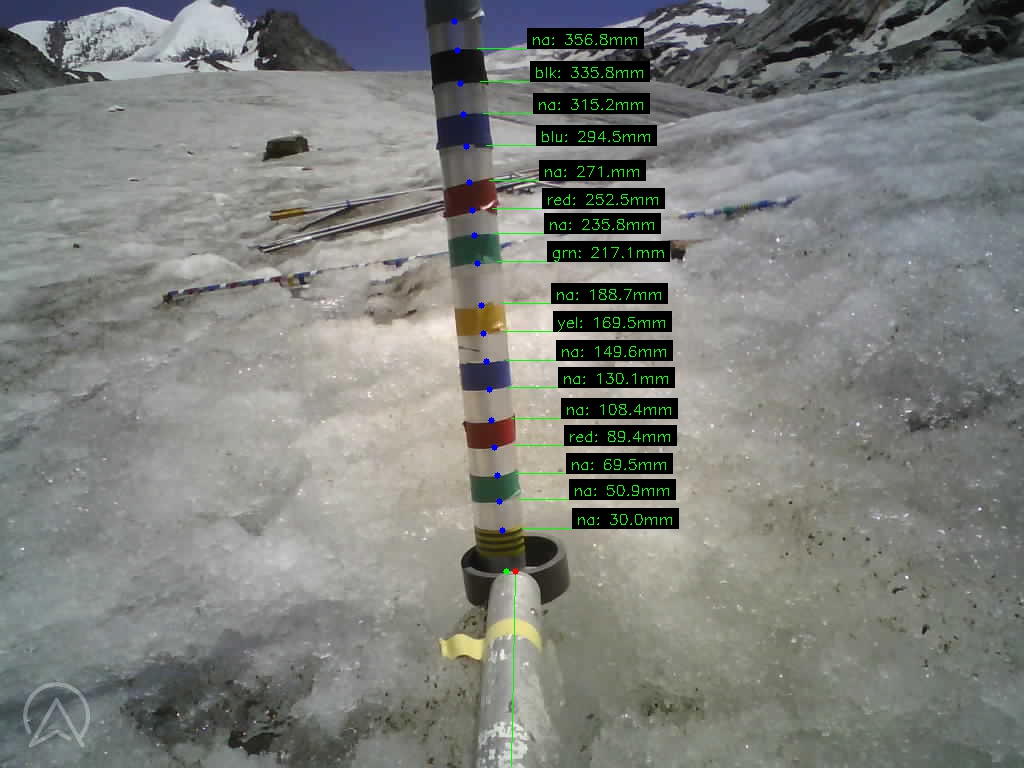 na: 356.8mm
blk: 335.8mm
na: 315.2mm
blu: 294.5mm
na: 271.mm
red: 252.5mm
na: 235.8mm
grn: 217.1mm
na: 188.7mm
yel: 169.5mm
na: 149.6mm
na: 130.1mm
na: 108.4mm
red: 89.4mm
na: 69.5mm
na: 50.9mm
na: 30.0mm